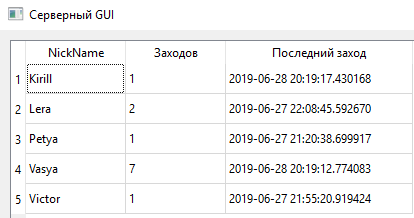 Серверный GUI
NickName Заходов Последний заход
1 Kirill 1 2019-06-28 20:19:17.430168
2 Lera 2 2019-06-27 22:08:45.592670
3 Petya 1 2019-06-27 21:20:38.699917
4 Vasya 7 2019-06-28 20:19:12.774083
5 Victor 1 2019-06-27 21:55:20.919424